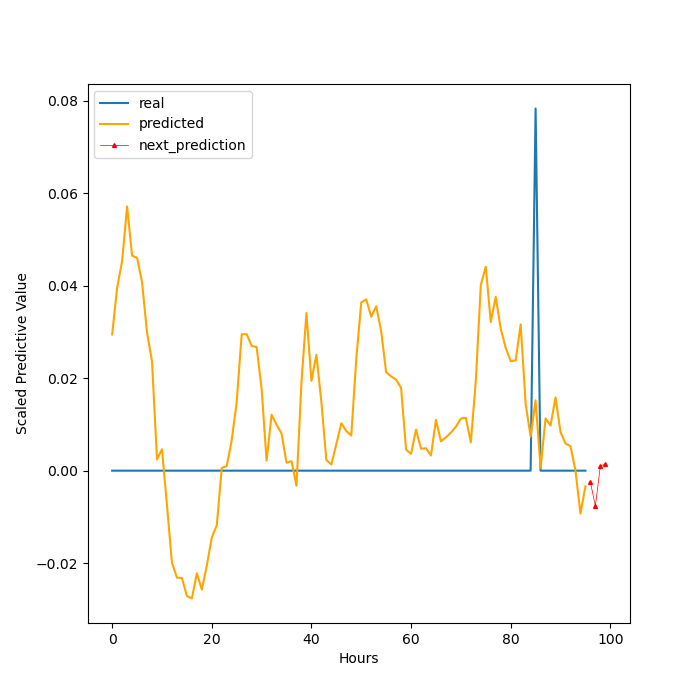 real
predicted
next_prediction
0.08
0.06
0.04
0.02
0.00
−0.02
Scaled Predictive Value
0 20 40 60 80 100
Hours